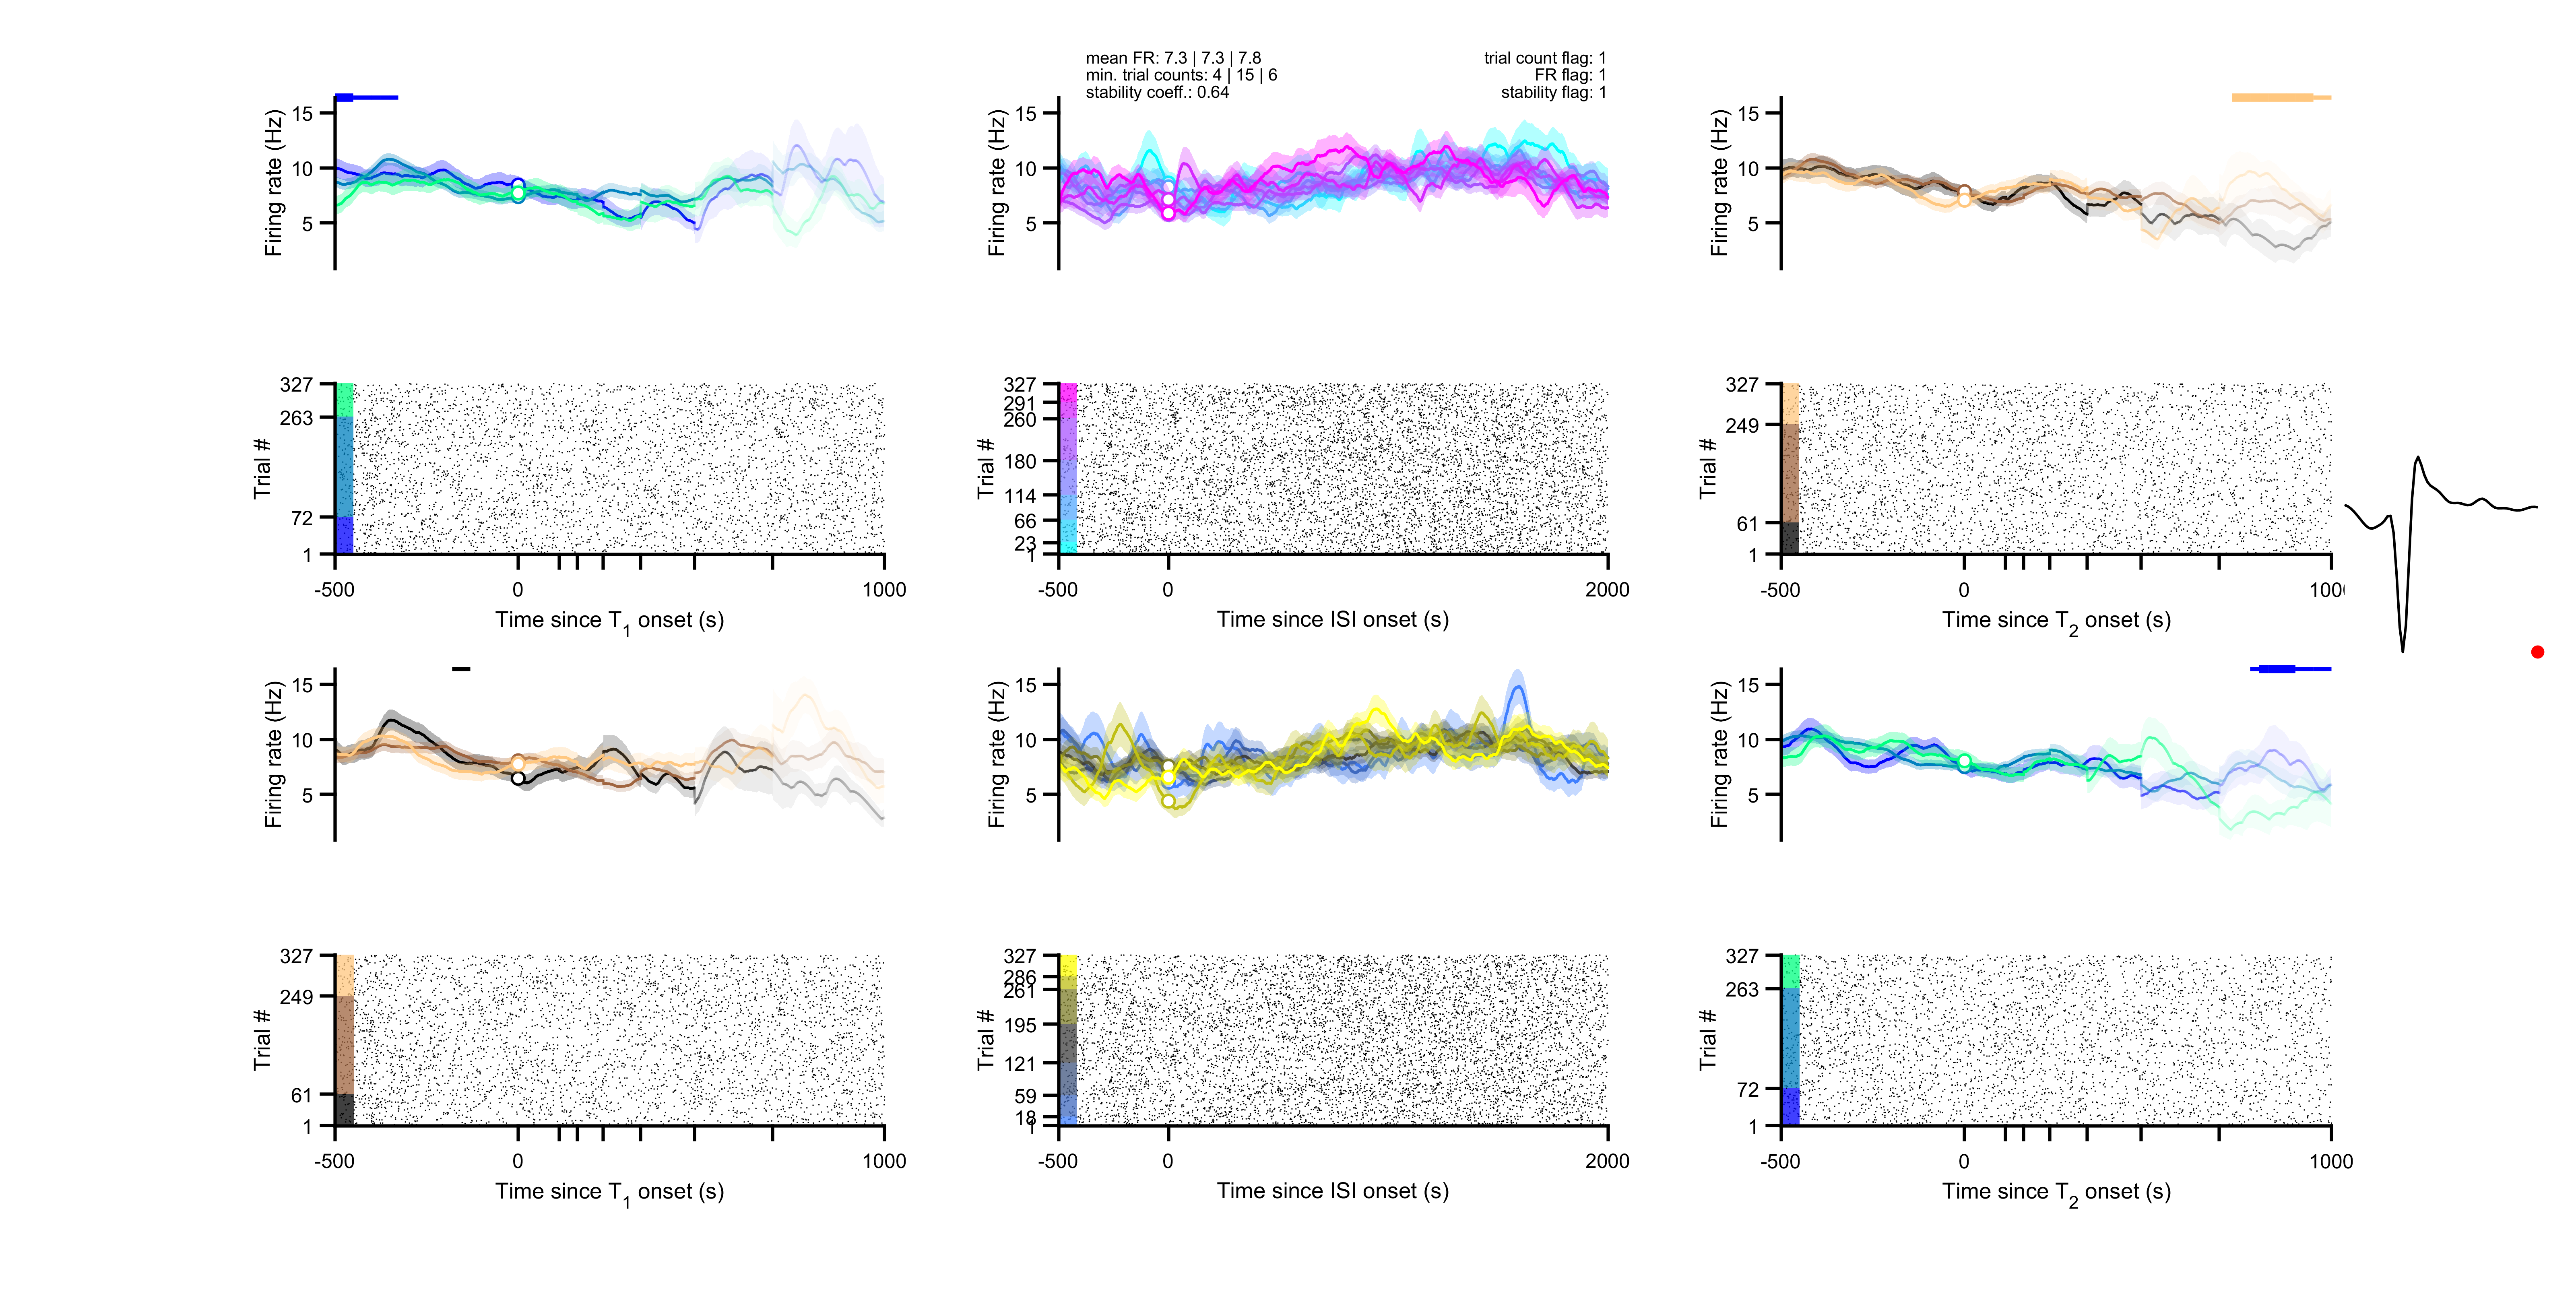 mean FR: 7.3 | 7.3 | 7.8
min. trial counts: 4 | 15 | 6
stability coeff.: 0.64
trial count flag: 1
FR flag: 1
stability flag: 1
Firing rate (Hz)
15
10
5
Firing rate (Hz)
15
10
5
Firing rate (Hz)
15
10
5
Trial #
327
263
72
1
-500
0
1000
Time since T1 onset (s)
Trial #
327
291
260
180
114
66
23
1
-500
0
2000
Time since ISI onset (s)
Trial #
327
249
61
1
-500
0
100
Time since T2 onset (s)
Firing rate (Hz)
15
10
5
Firing rate (Hz)
15
10
5
Firing rate (Hz)
15
10
5
Trial #
327
249
61
1
-500
0
1000
Time since T1 onset (s)
Trial #
327
286
261
195
121
59
18
1
-500
0
2000
Time since ISI onset (s)
Trial #
327
263
72
1
-500
0
1000
Time since T2 onset (s)